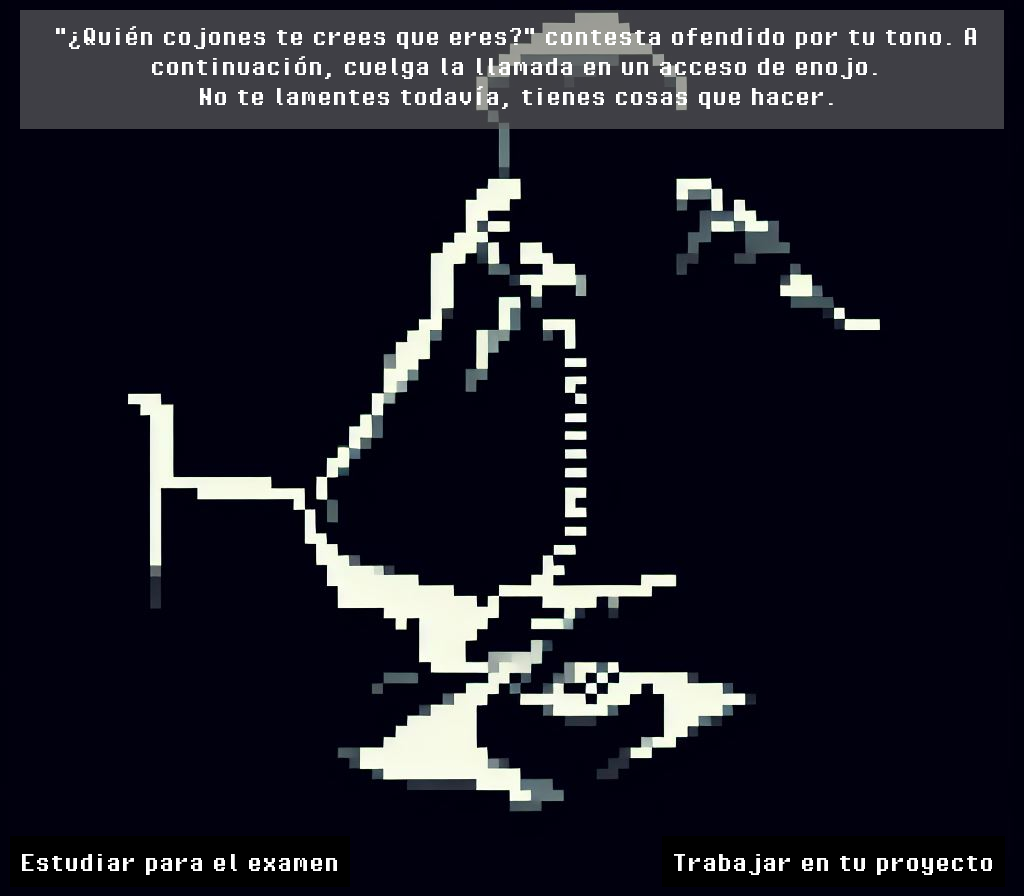 "¿Quién cojones te crees que eres?" contesta ofendido por tu tono. A
continuación, cuelga la llamada en un acceso de enojo.
No te lamentes todavía, tienes cosas que hacer.
Estudiar para el examen
Trabajar en tu proyecto